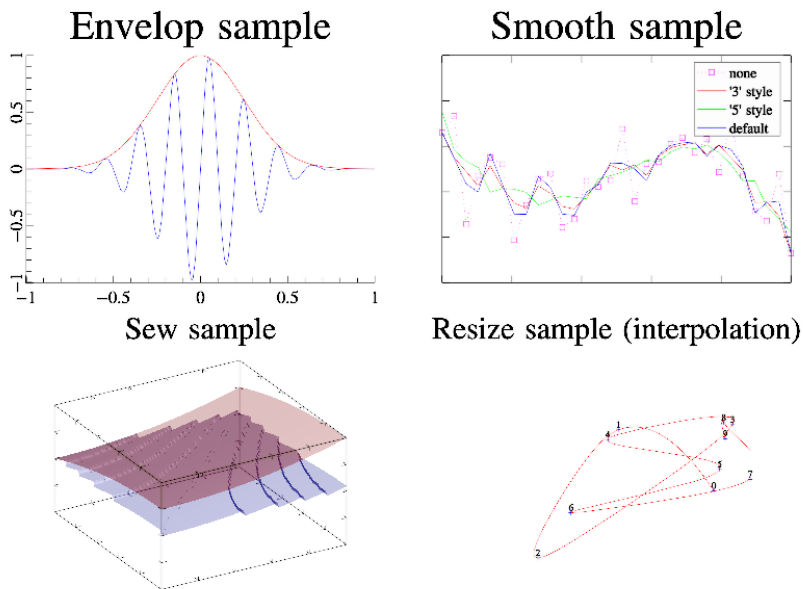 Envelop sample
Smooth sample
1
0.5
0
−0.5
−1
−1
−0.5
0
0.5
1
none
'3' style
'5' style
default
Sew sample
Resize sample (interpolation)
1
4
8
3
9
5
7
0
6
2